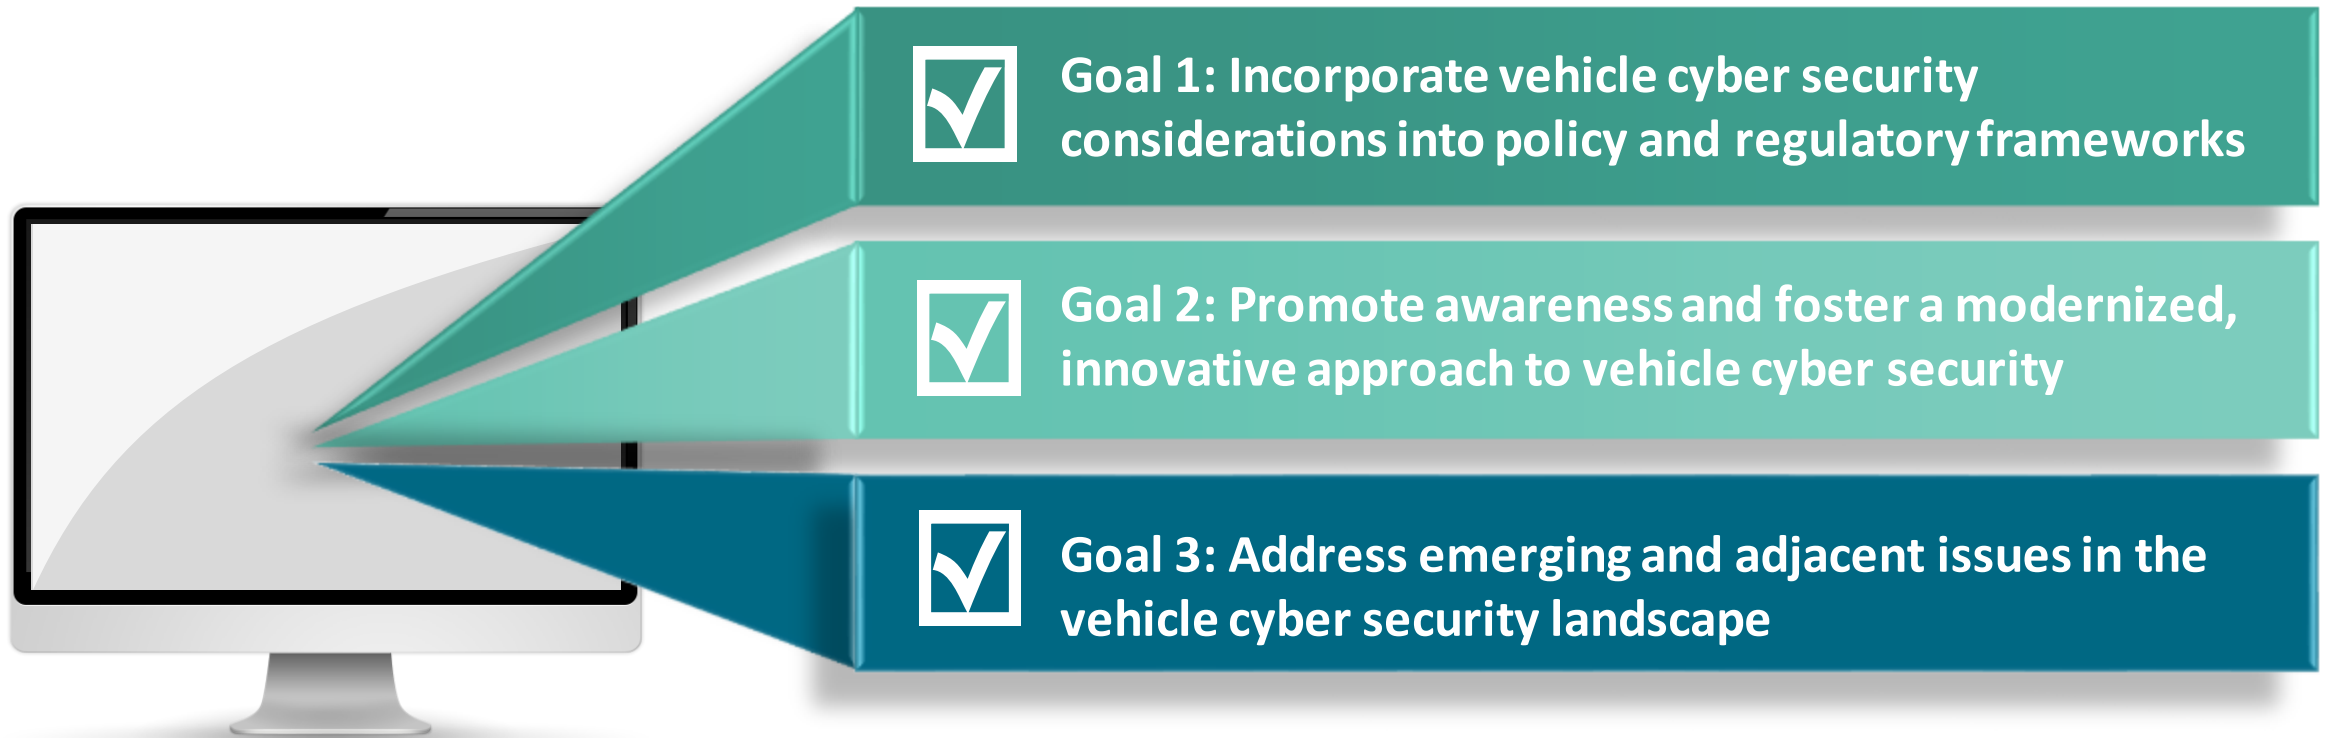 Goal 1: Incorporate vehicle cyber security
considerations into policy and regulatory frameworks
Goal 2: Promote awareness and foster a modernized,
innovative approach to vehicle cyber security
Goal 3: Address emerging and adjacent issues in the
vehicle cyber security landscape